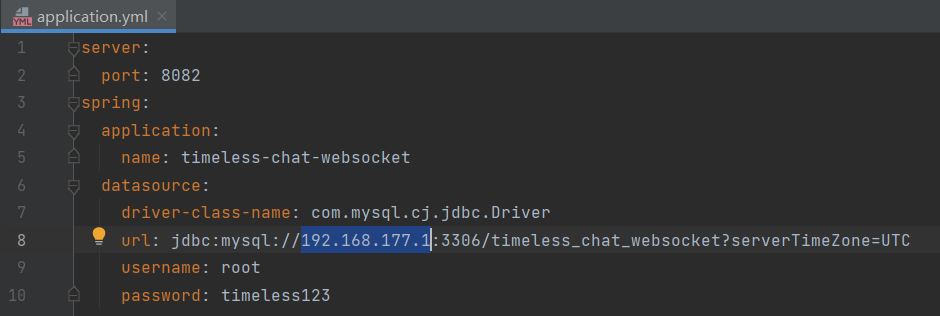 application.yml
1 server:
2 port: 8082
3 spring:
4 application:
5 name: timeless-chat-websocket
6 datasource:
7 driver-class-name: com.mysql.cj.jdbc.Driver
8 url: jdbc:mysql://192.168.177.1:3306/timeless_chat_websocket?serverTimeZone=UTC
9 username: root
10 password: timeless123